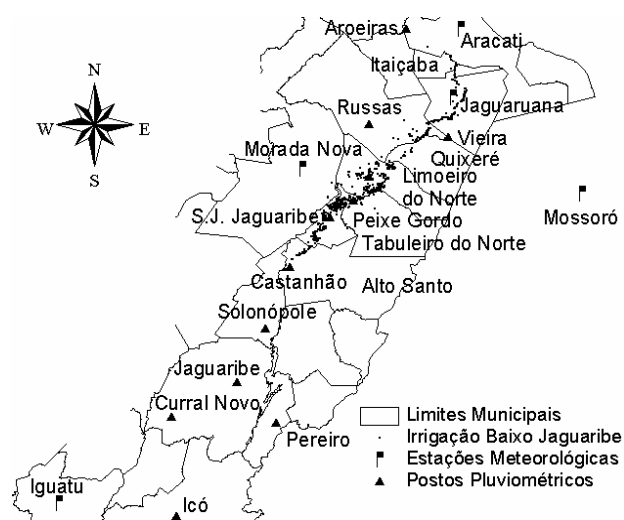 Aroeiras
Aracati
Itaiçaba
N
Russas
Jaguaruana
W
E
Vieira
Morada Nova
Quixeré
S
Limoeiro
do Norte
S.J. Jaguaribe
Peixe Gordo
Mossoró
Tabuleiro do Norte
Castanhão
Alto Santo
Solonópole
Jaguaribe
Curral Novo
Pereiro
Limites Municipais
Irrigação Baixo Jaguaribe
Estações Meteorológicas
Postos Pluviométricos
Iguatu
Icó